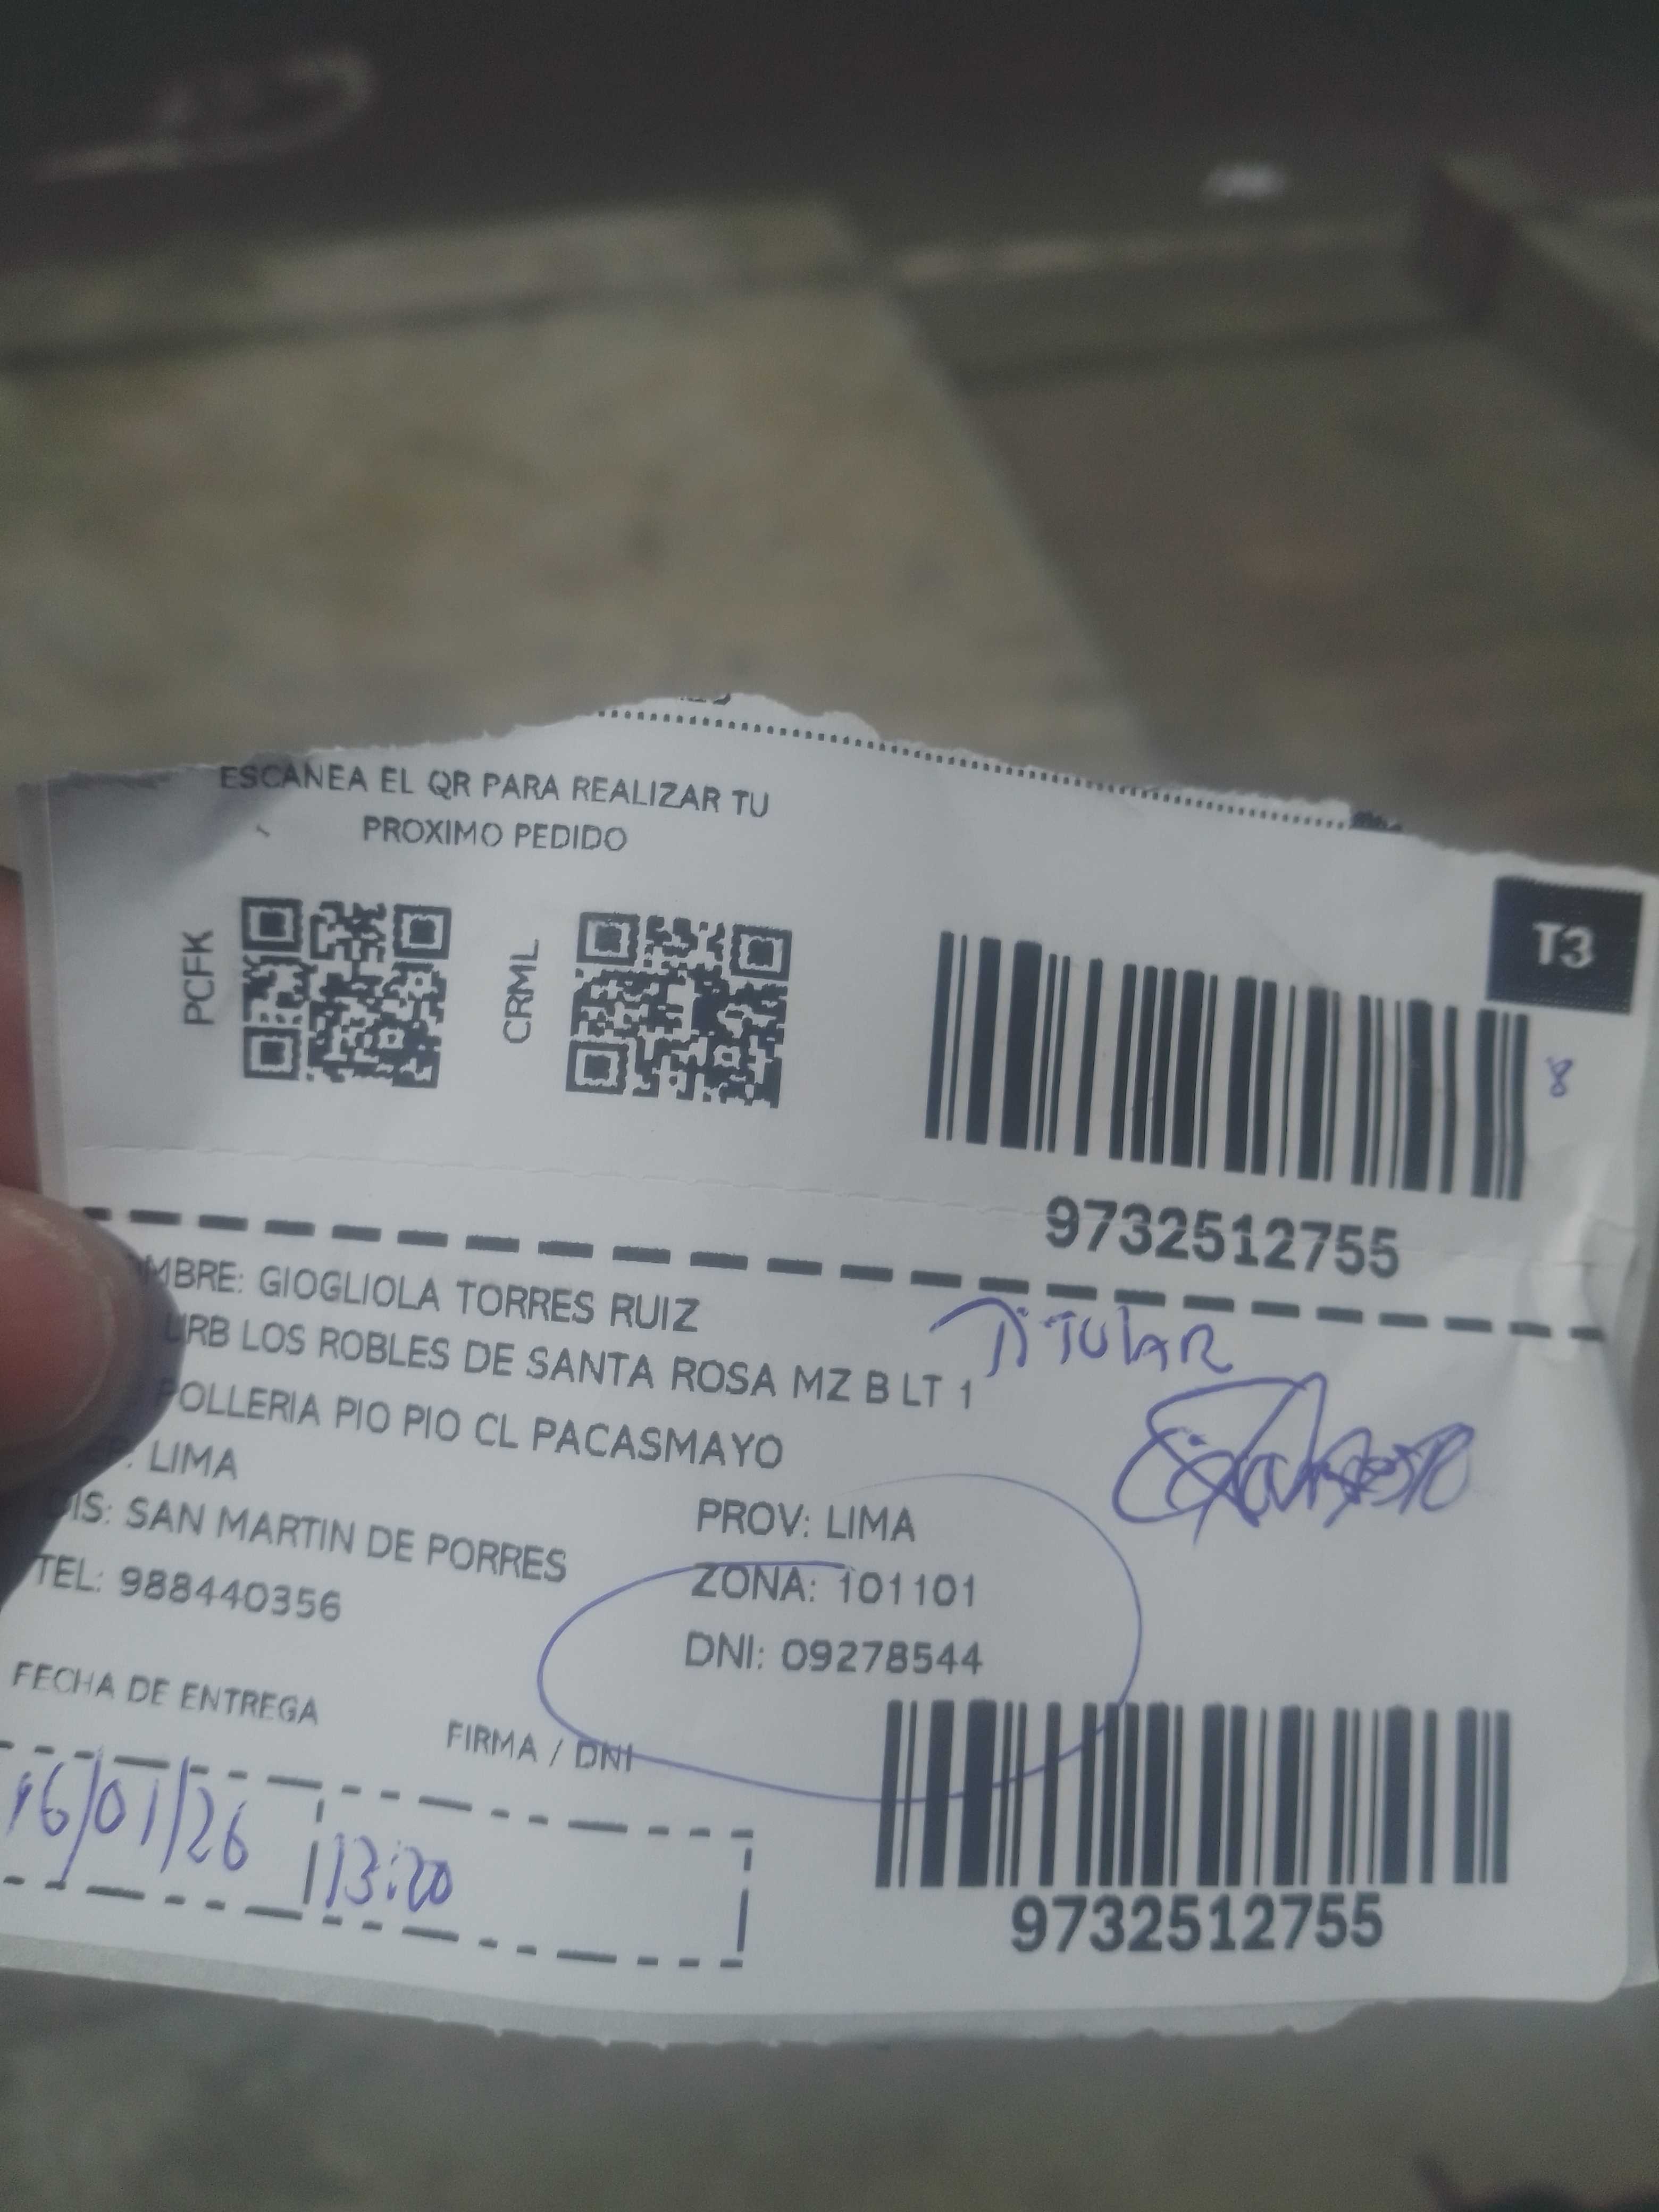 ESCANEA EL QR PARA REALIZAR TU
PROXIMO PEDIDO
PCFK
CRML
T3
8
9732512755
MBRE: GIOGLIOLA TORRES RUIZ
URB LOS ROBLES DE SANTA ROSA MZ B LT 1
TITULAR
POLLERIA PIO PIO CL PACASMAYO
: LIMA
PROV: LIMA
DIS: SAN MARTIN DE PORRES
ZONA: 101101
TEL: 988440356
DNI: 09278544
FECHA DE ENTREGA
FIRMA / DNI
16/01/26
13:20
9732512755